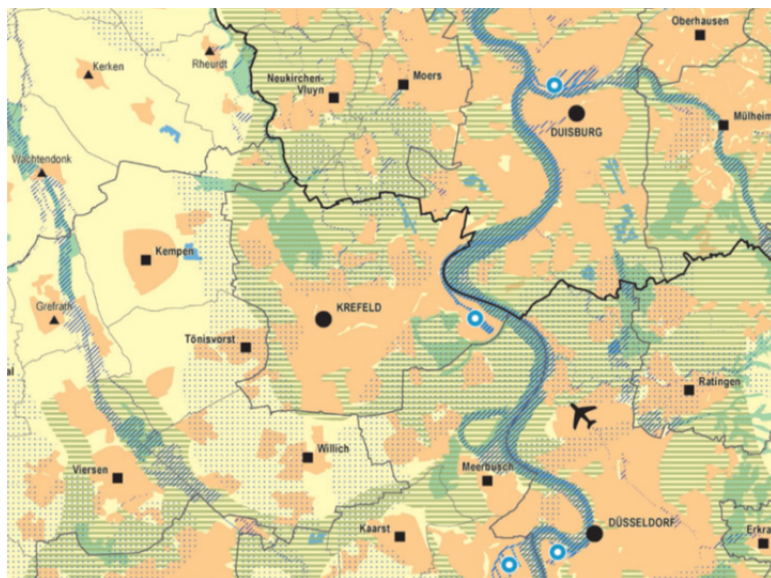 Oberhausen
Kerken
Rheurdt
Neukirchen-
Vluyn
Moers
DUISBURG
Mülheim
Wachtendonk
Kempen
Grefrath
KREFELD
Tönisvorst
Ratingen
Willich
Viersen
Meerbusch
Kaarst
DÜSSELDORF
Erkra